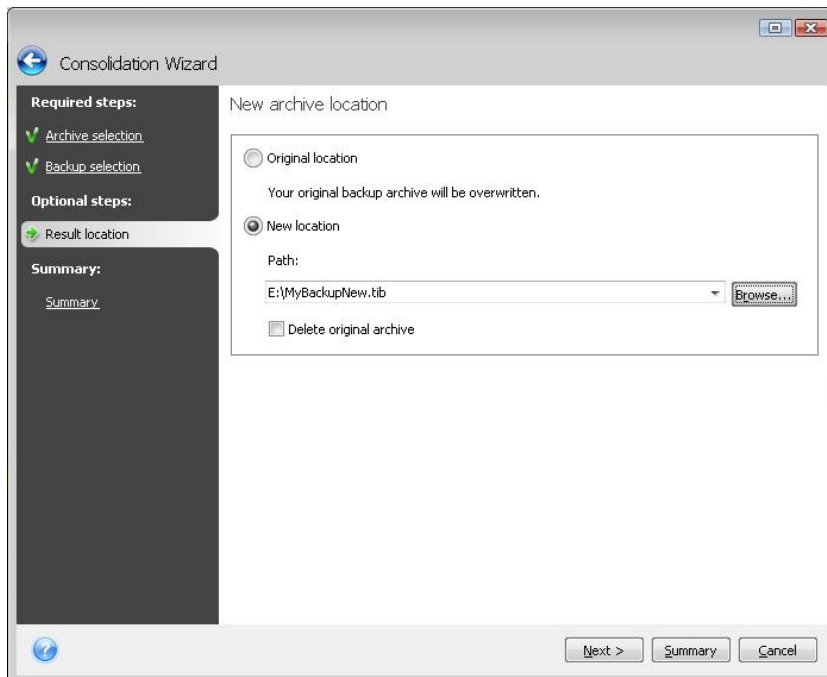 Consolidation Wizard
Required steps:
Archive selection
Backup selection
Optional steps:
Result location
Summary:
Summary
New archive location
Original location
Your original backup archive will be overwritten.
New location
Path:
E:\MyBackupNew.tib
Browse...
Delete original archive
Next >
Summary
Cancel